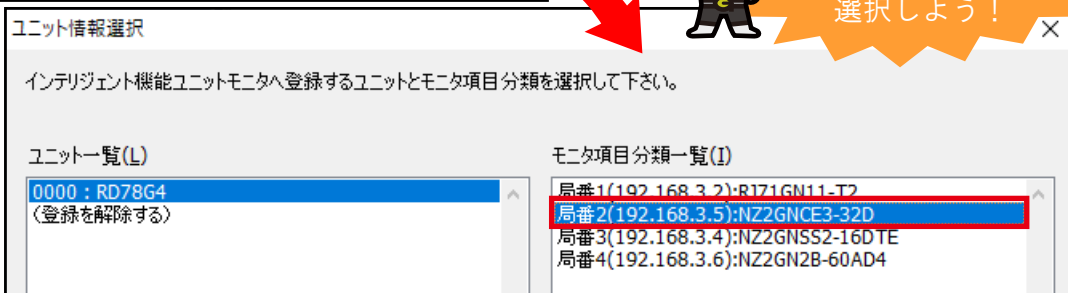 選択しよう！
ユニット情報選択
インテリジェント機能ユニットモニタへ登録するユニットとモニタ項目分類を選択して下さい。
ユニット一覧(L)
0000：RD78G4
(登録を解除する)
モニタ項目分類一覧(I)
局番1(192.168.3.2):RJ71GN11-T2
局番2(192.168.3.5):NZ2GNCE3-32D
局番3(192.168.3.4):NZ2GNSS2-16DTE
局番4(192.168.3.6):NZ2GN2B-60AD4